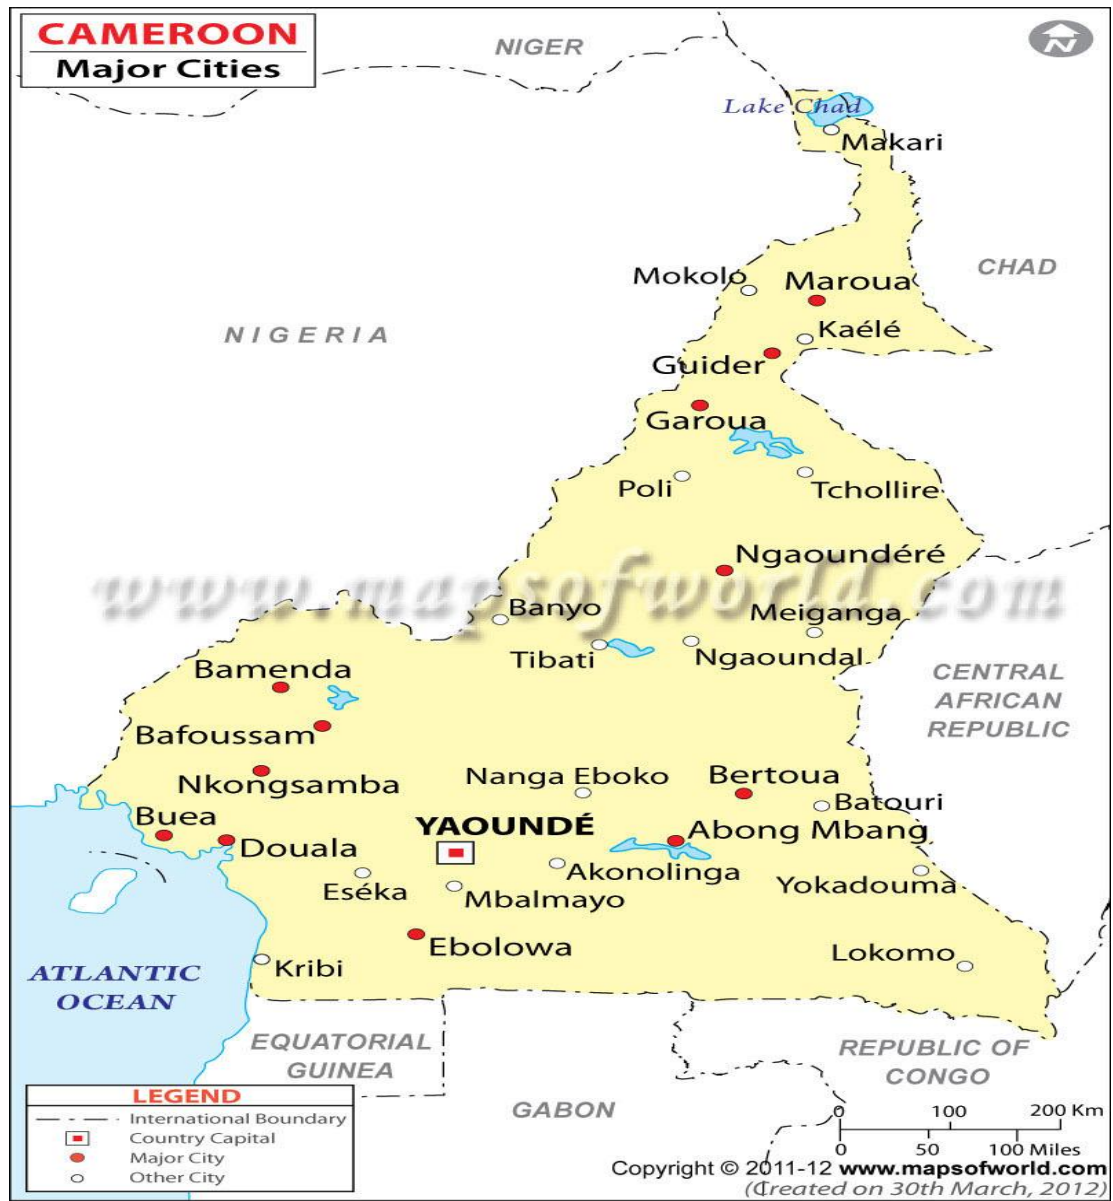 CAMEROON
Major Cities
NIGER
N
Lake Chad
Makari
CHAD
Mokolo
Maroua
NIGERIA
Kaélé
Guider
Garoua
Poli
Tchollire
Ngaoundéré
www.mapsofworld.com
Banyo
Meiganga
Tibati
Ngaoundal
Bamenda
CENTRAL
AFRICAN
REPUBLIC
Bafoussam
Nkongsamba
Nanga Eboko
Bertoua
Batouri
Buea
YAOUNDÉ
Abong Mbang
Douala
Akonolinga
Eséka
Mbalmayo
Yokadouma
Ebolowa
Lokomo
Kribi
ATLANTIC
OCEAN
EQUATORIAL
GUINEA
REPUBLIC OF
CONGO
GABON
LEGEND
International Boundary
Country Capital
Major City
Other City
0 100 200 Km
0 50 100 Miles
Copyright © 2011-12 www.mapsofworld.com
(Created on 30th March, 2012)